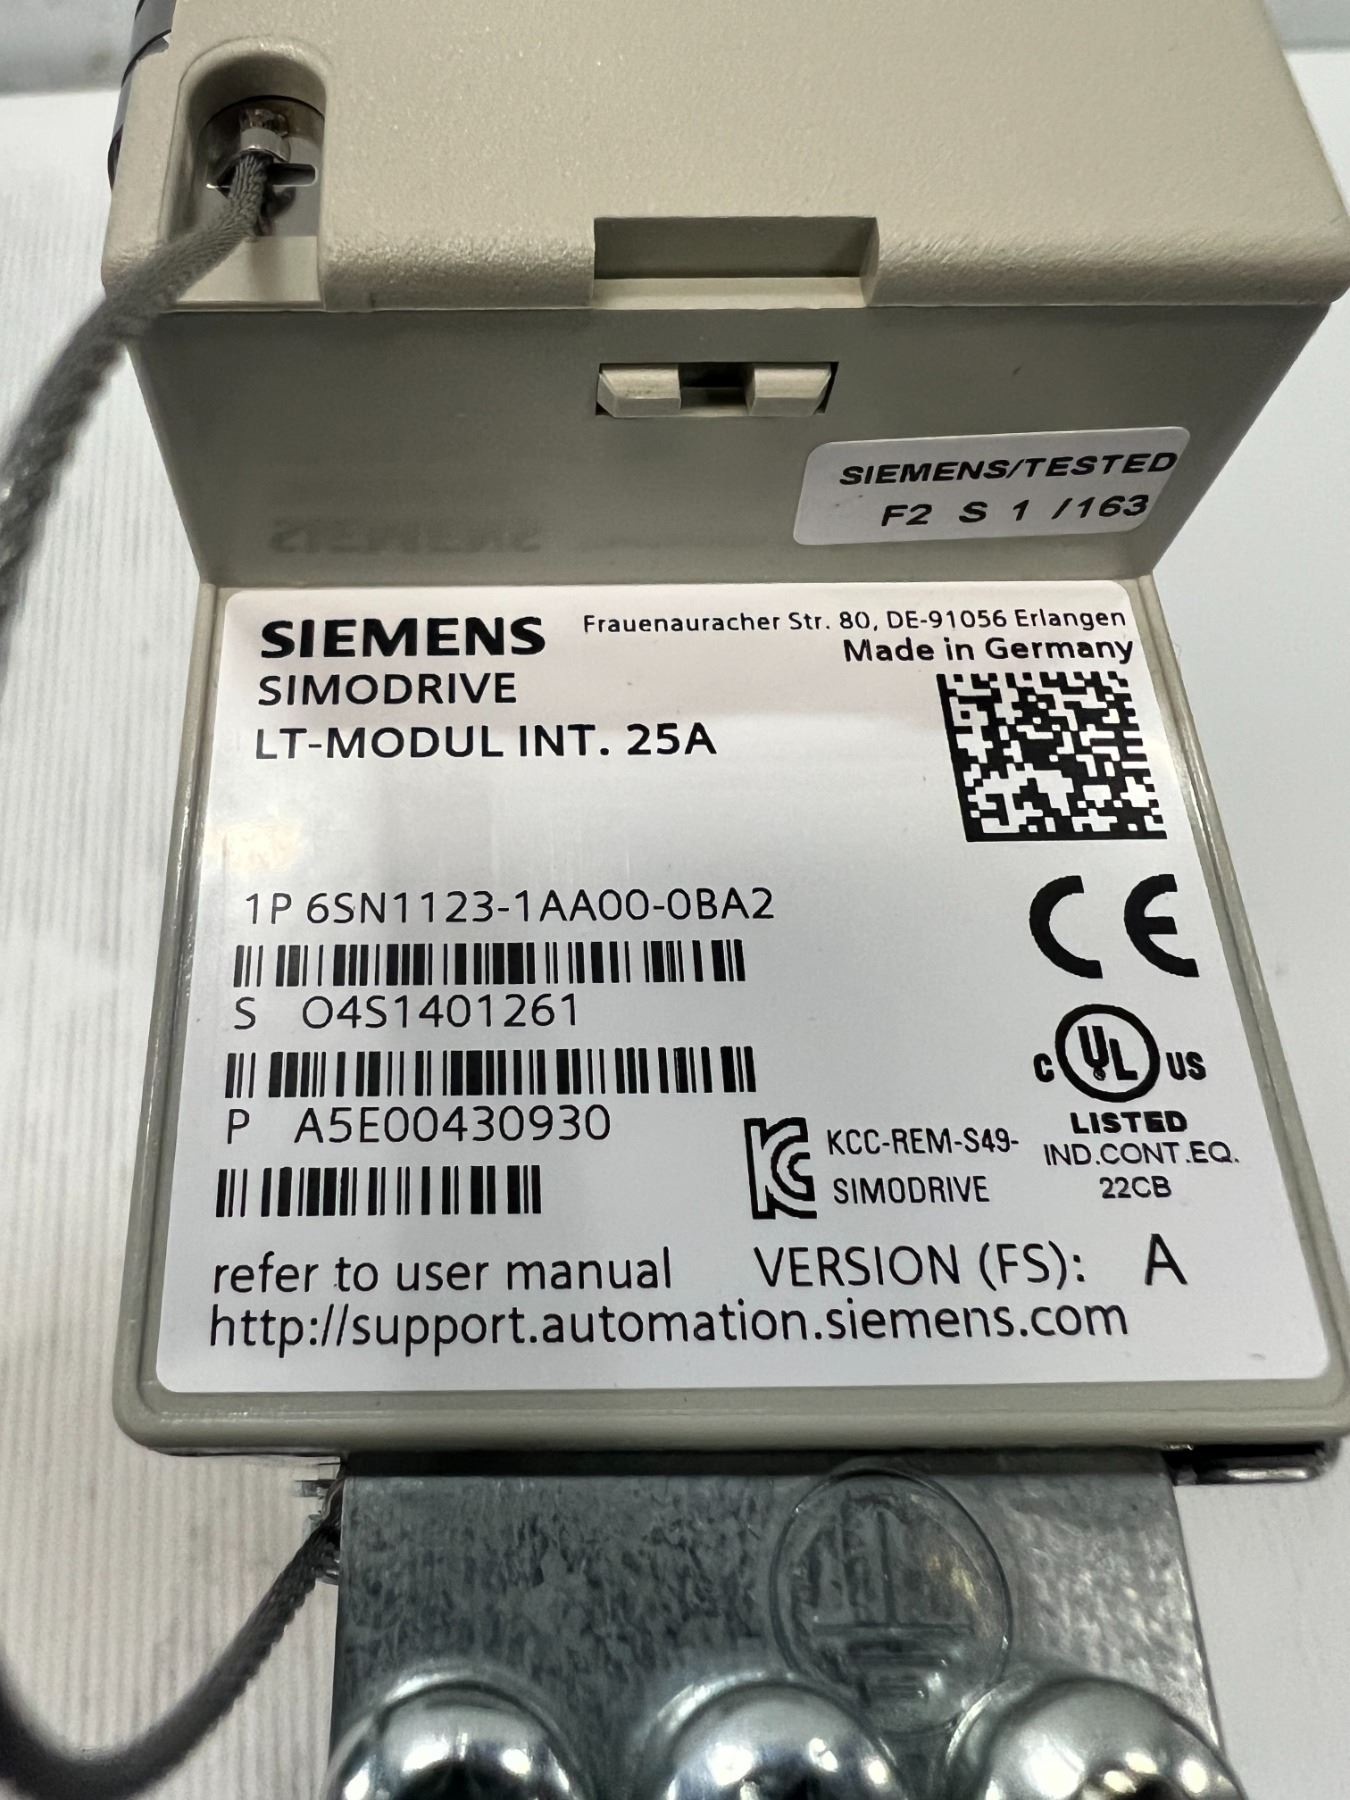 SIEMENS/TESTED
F2 S 1 /163
SIEMENS
Frauenauracher Str. 80, DE-91056 Erlangen
Made in Germany
SIMODRIVE
LT-MODUL INT. 25A
1P 6SN1123-1AA00-0BA2
CE
S O4S1401261
C UL US
LISTED
IND.CONT.EQ.
22CB
P A5E00430930
KCC-REM-S49-
SIMODRIVE
refer to user manual VERSION (FS): A
http://support.automation.siemens.com